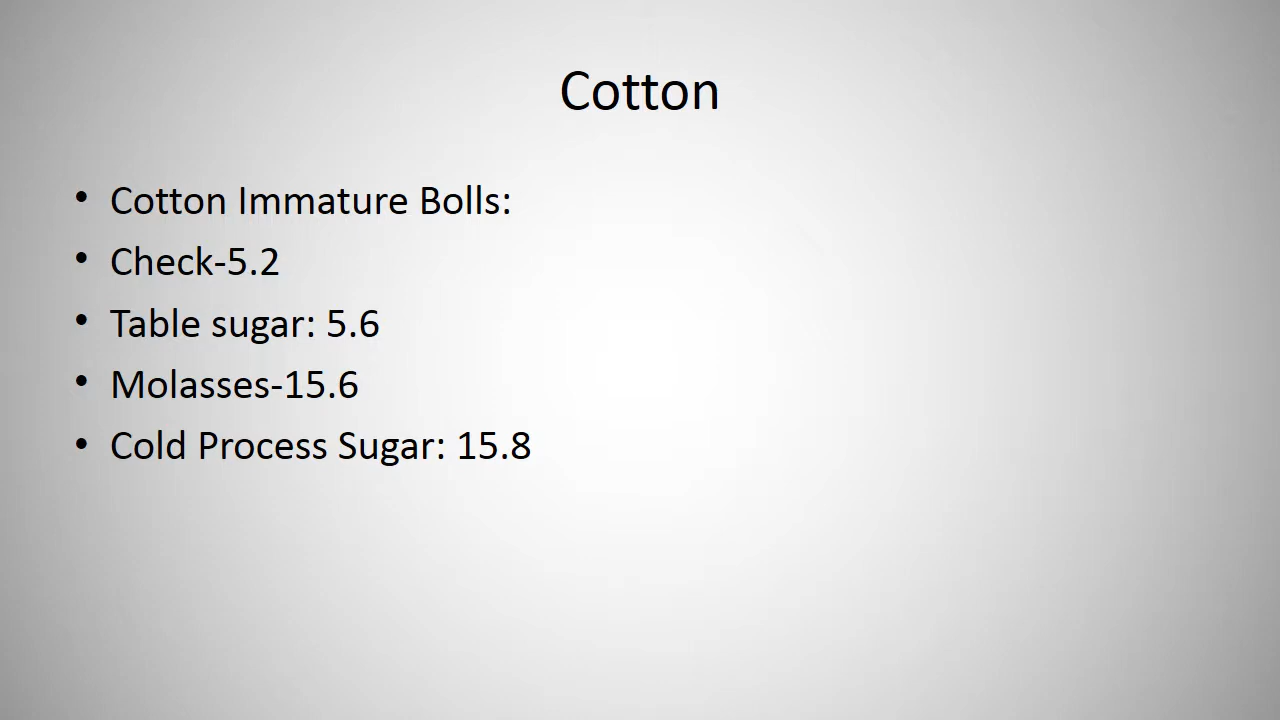 Cotton
• Cotton Immature Bolls:
• Check-5.2
• Table sugar: 5.6
• Molasses-15.6
• Cold Process Sugar: 15.8